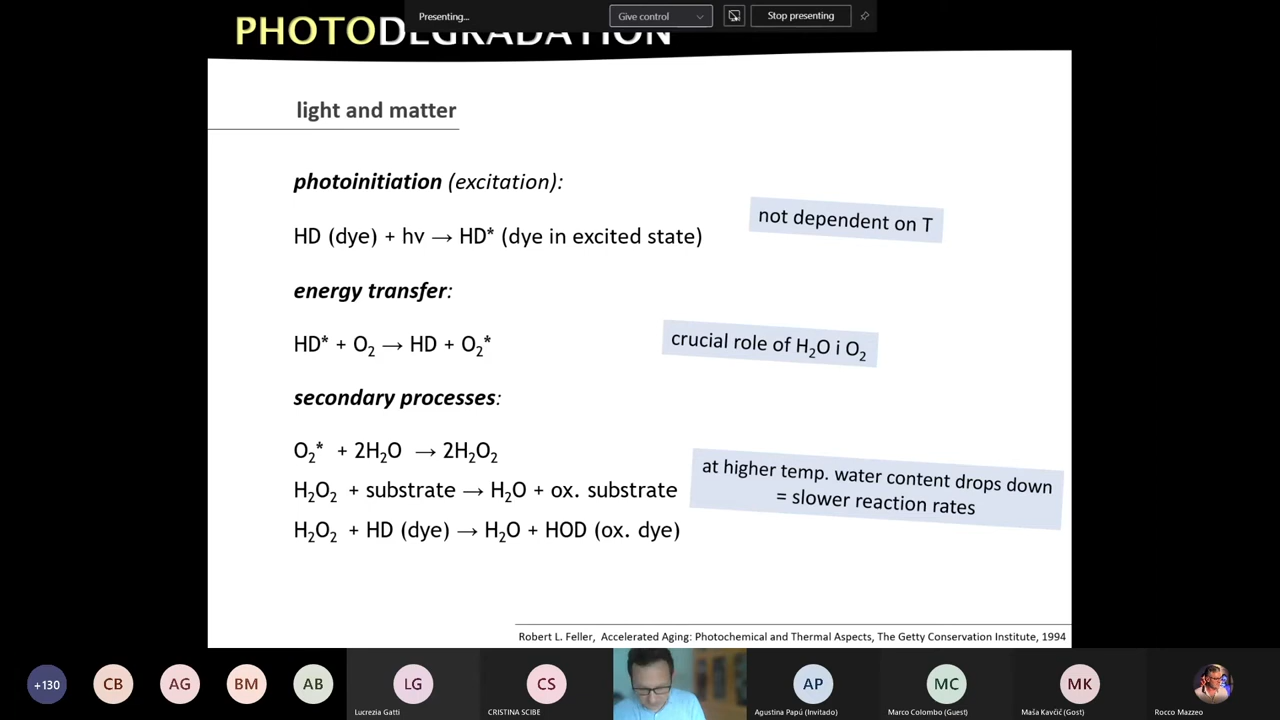 Presenting...
Give control
Stop presenting
PHOTODEGRADATION
light and matter
photoinitiation (excitation):
not dependent on T
HD (dye) + hν → HD* (dye in excited state)
energy transfer:
HD* + O₂ → HD + O₂*
crucial role of H₂O i O₂
secondary processes:
O₂* + 2H₂O → 2H₂O₂
H₂O₂ + substrate → H₂O + ox. substrate
H₂O₂ + HD (dye) → H₂O + HOD (ox. dye)
at higher temp. water content drops down
= slower reaction rates
Robert L. Feller, Accelerated Aging: Photochemical and Thermal Aspects, The Getty Conservation Institute, 1994
+130
CB
AG
BM
AB
LG
CS
AP
MC
MK
Lucrezia Gatti
CRISTINA SCIBE
Agustina Papú (Invitado)
Marco Colombo (Guest)
Maša Kavčič (Gost)
Rocco Mazzeo